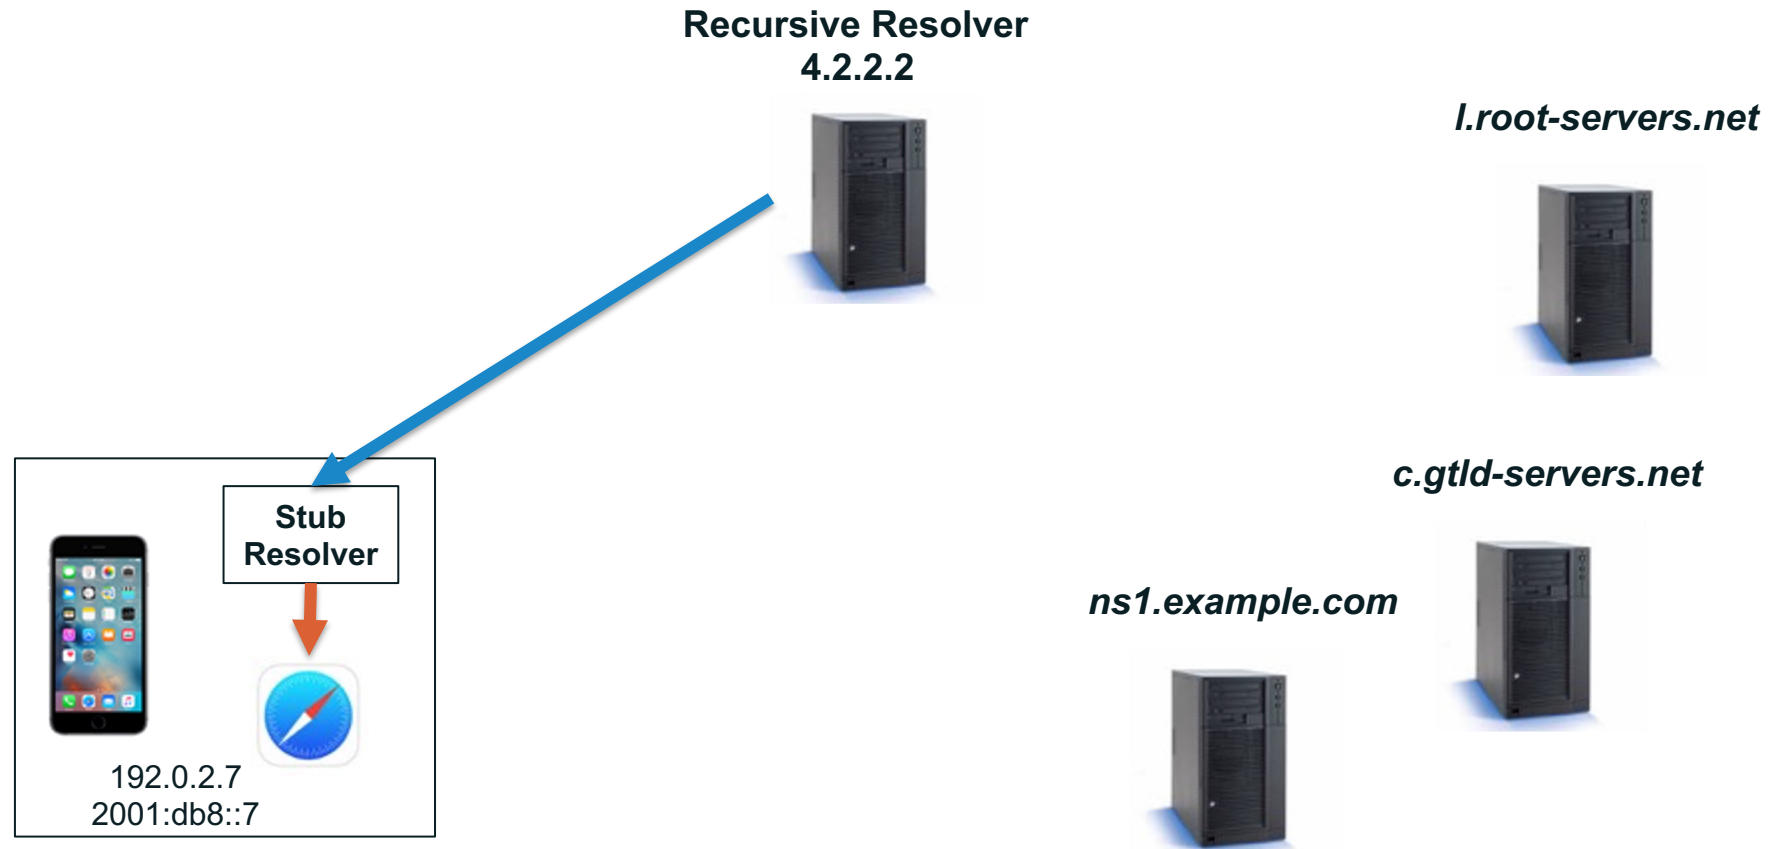 Recursive Resolver
4.2.2.2
l.root-servers.net
c.gtld-servers.net
Stub
Resolver
ns1.example.com
192.0.2.7
2001:db8::7